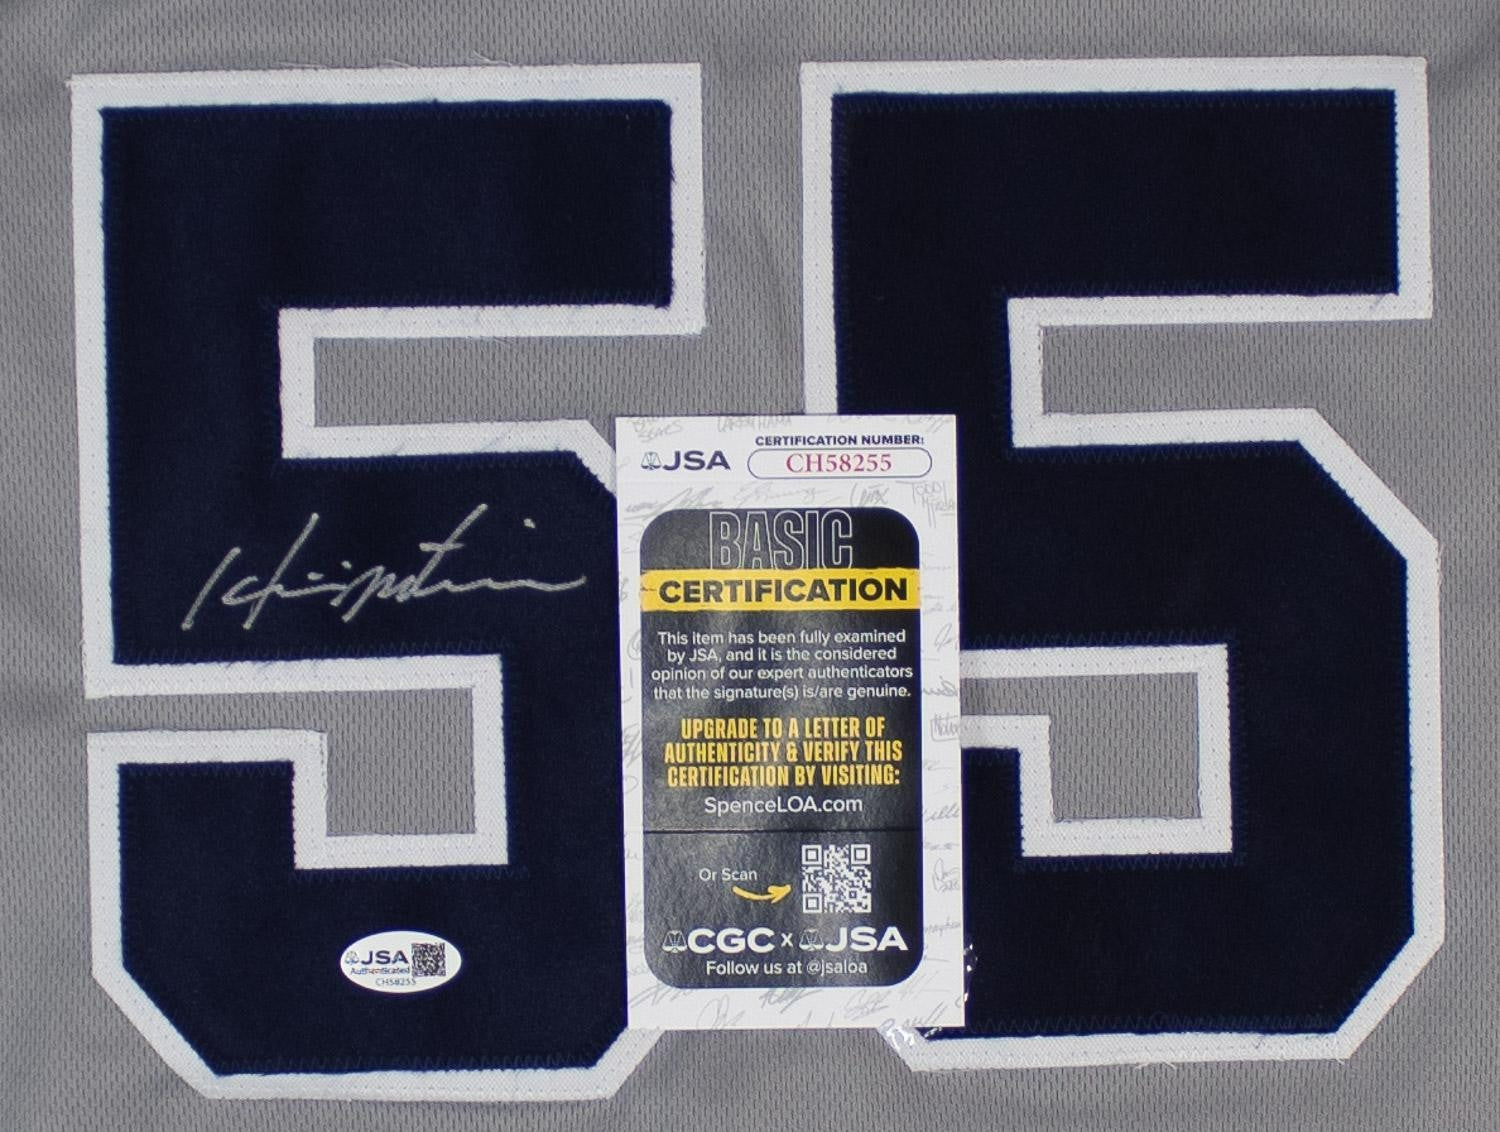 55
CERTIFICATION NUMBER:
JSA CH58255
BASIC
CERTIFICATION
This item has been fully examined
by JSA, and it is the considered
opinion of our expert authenticators
that the signature(s) is/are genuine.
UPGRADE TO A LETTER OF
AUTHENTICITY & VERIFY THIS
CERTIFICATION BY VISITING:
SpenceLOA.com
Or Scan
CGC x JSA
Follow us at @jsaloa
JSA
Authenticated
CH58255